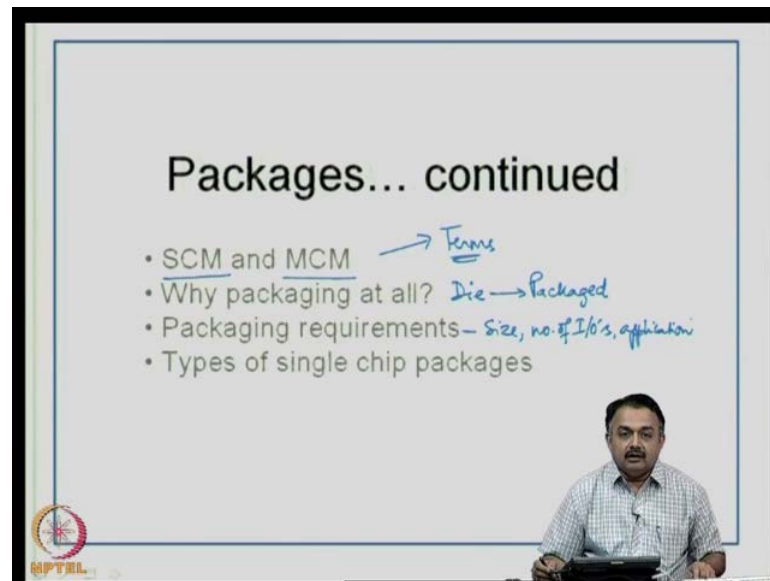 Packages... continued
• SCM and MCM → Terms
• Why packaging at all? Die → Packaged
• Packaging requirements – Size, no. of I/O's, application
• Types of single chip packages
NPTEL